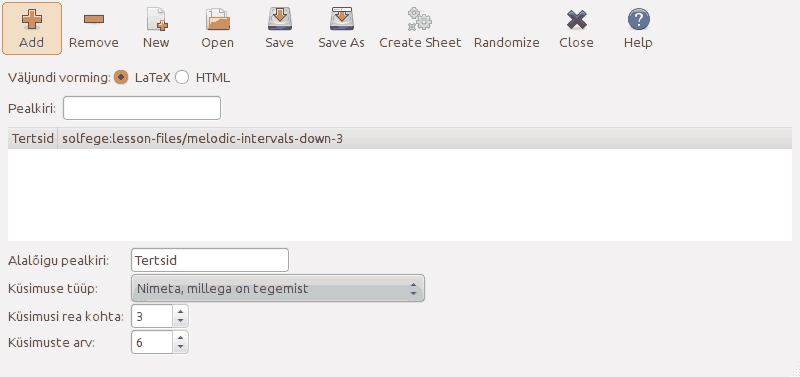 Add Remove New Open Save Save As Create Sheet Randomize Close Help
Väljundi vorming: LaTeX HTML
Pealkiri:
Tertsid solfege:lesson-files/melodic-intervals-down-3
Alalõigu pealkiri: Tertsid
Küsimuse tüüp: Nimeta, millega on tegemist
Küsimusi rea kohta: 3
Küsimuste arv: 6